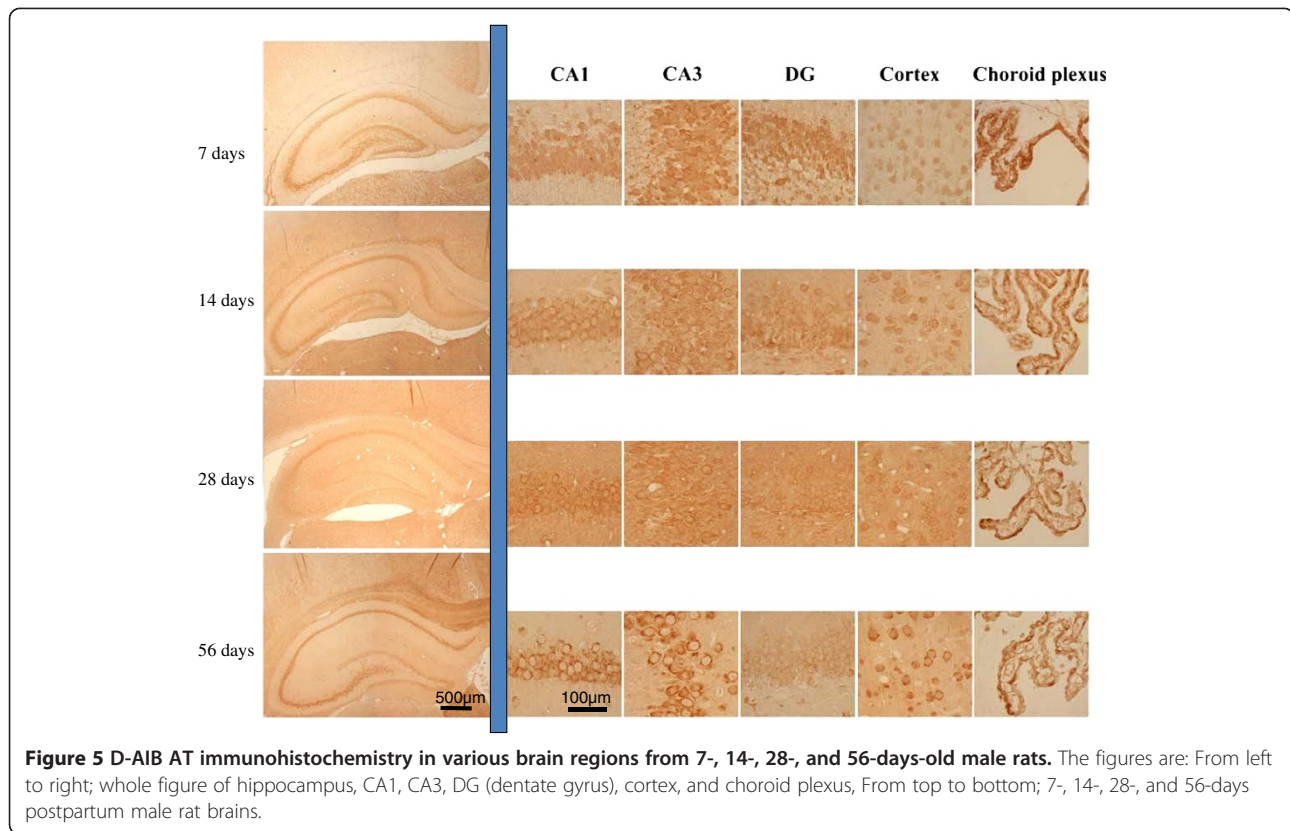 CA1 CA3 DG Cortex Choroid plexus
7 days
14 days
28 days
56 days
500µm 100µm
Figure 5 D-AIB AT immunohistochemistry in various brain regions from 7-, 14-, 28-, and 56-days-old male rats. The figures are: From left
to right; whole figure of hippocampus, CA1, CA3, DG (dentate gyrus), cortex, and choroid plexus, From top to bottom; 7-, 14-, 28-, and 56-days
postpartum male rat brains.